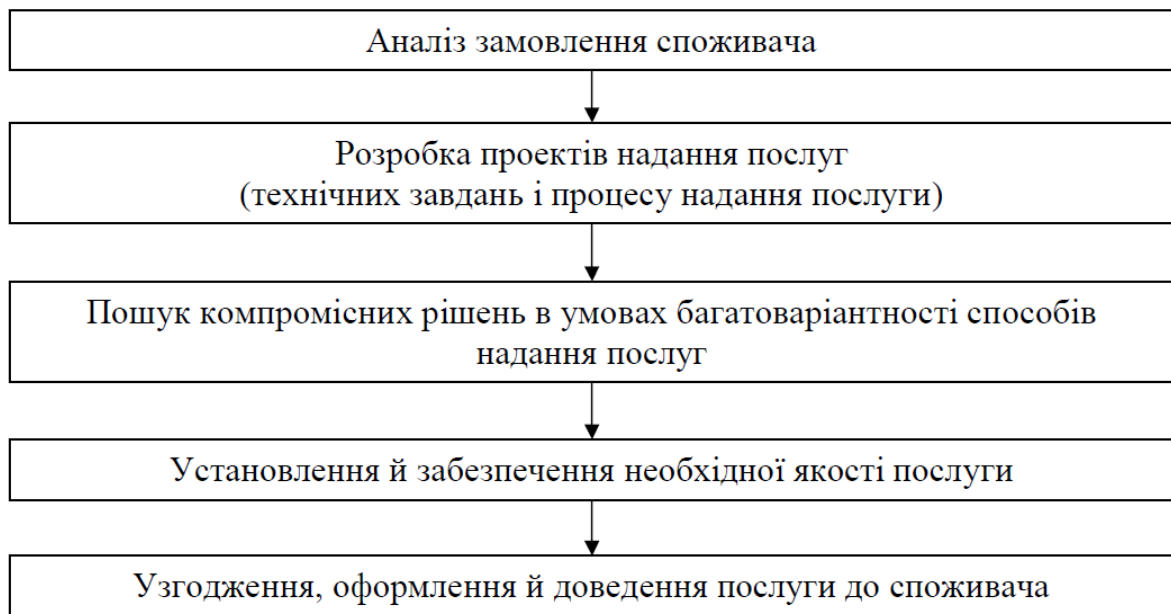 Аналіз замовлення споживача
Розробка проектів надання послуг
(технічних завдань і процесу надання послуги)
Пошук компромісних рішень в умовах багатоваріантності способів
надання послуг
Установлення й забезпечення необхідної якості послуги
Узгодження, оформлення й доведення послуги до споживача